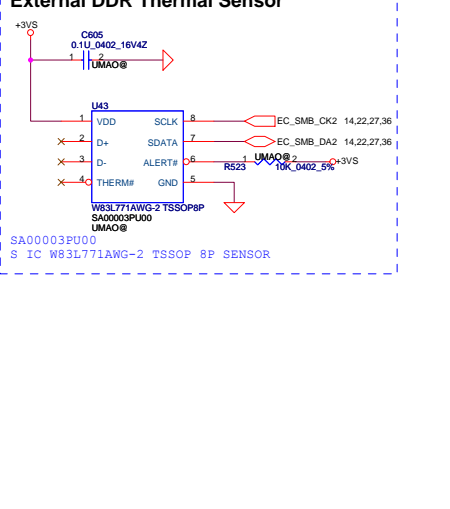 External DDR Thermal Sensor
+3VS
C605
0.1U_0402_16V4Z
1 2
UMAO@
U43
1 VDD SCLK 8 EC_SMB_CK2 14,22,27,36
2 D+ SDATA 7 EC_SMB_DA2 14,22,27,36
3 D- ALERT# 6 1 UMAO@ 2 +3VS
R523 10K_0402_5%
4 THERM# GND 5
W83L771AWG-2 TSSOP8P
SA00003PU00
UMAO@
SA00003PU00
S IC W83L771AWG-2 TSSOP 8P SENSOR